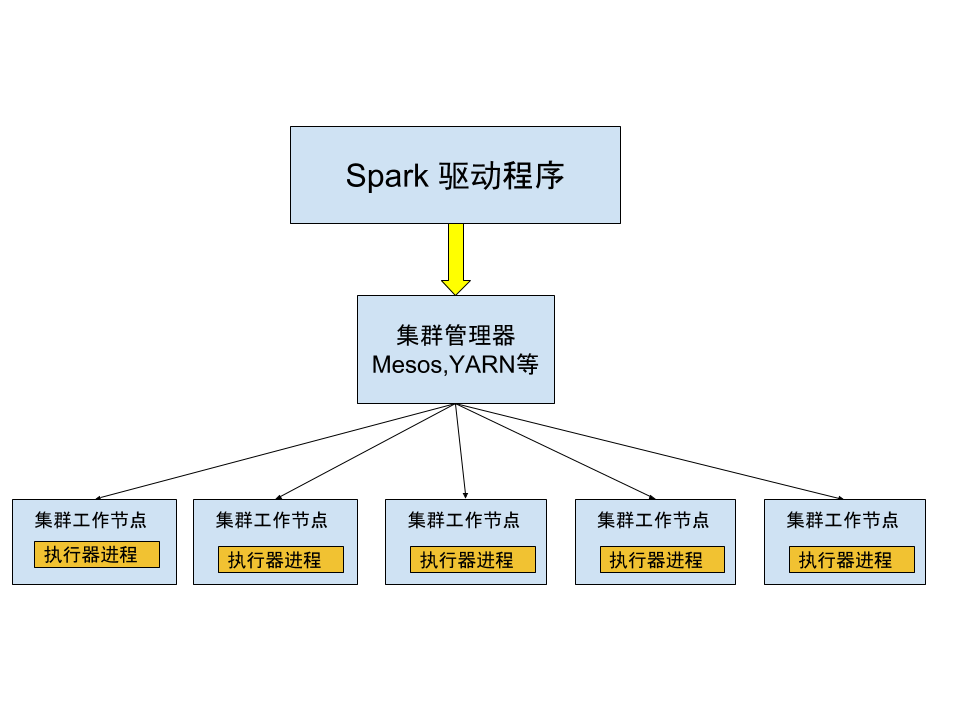 Spark 驱动程序
集群管理器
Mesos,YARN等
集群工作节点
执行器进程
集群工作节点
执行器进程
集群工作节点
执行器进程
集群工作节点
执行器进程
集群工作节点
执行器进程